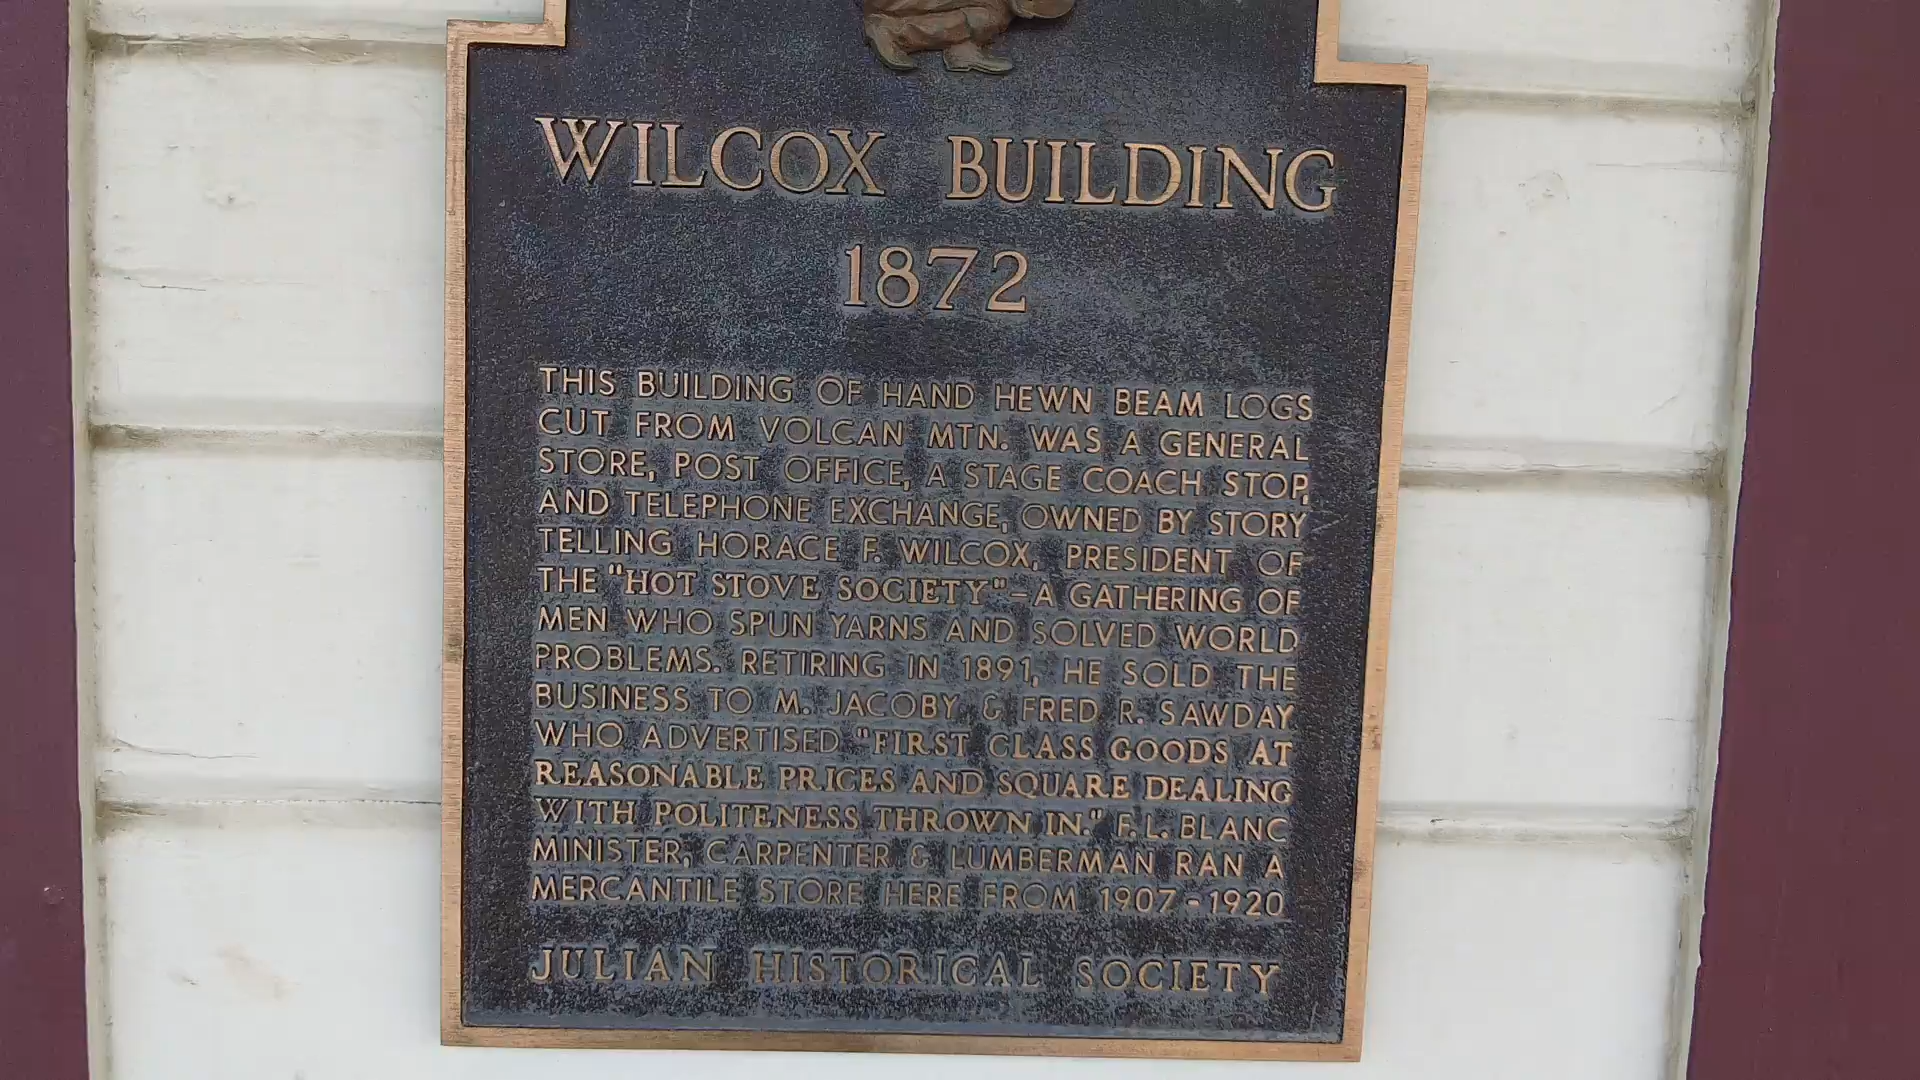 WILCOX BUILDING
1872
THIS BUILDING OF HAND HEWN BEAM LOGS
CUT FROM VOLCAN MTN. WAS A GENERAL
STORE, POST OFFICE, A STAGE COACH STOP,
AND TELEPHONE EXCHANGE, OWNED BY STORY
TELLING HORACE F. WILCOX, PRESIDENT OF
THE "HOT STOVE SOCIETY"–A GATHERING OF
MEN WHO SPUN YARNS AND SOLVED WORLD
PROBLEMS. RETIRING IN 1891, HE SOLD THE
BUSINESS TO M. JACOBY & FRED R. SAWDAY
WHO ADVERTISED "FIRST CLASS GOODS AT
REASONABLE PRICES AND SQUARE DEALING
WITH POLITENESS THROWN IN." F. L. BLANC
MINISTER, CARPENTER & LUMBERMAN RAN A
MERCANTILE STORE HERE FROM 1907-1920
JULIAN HISTORICAL SOCIETY